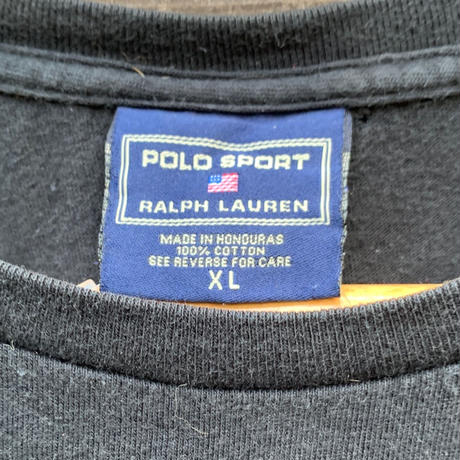 POLO SPORT
RALPH LAUREN
MADE IN HONDURAS
100% COTTON
SEE REVERSE FOR CARE
XL